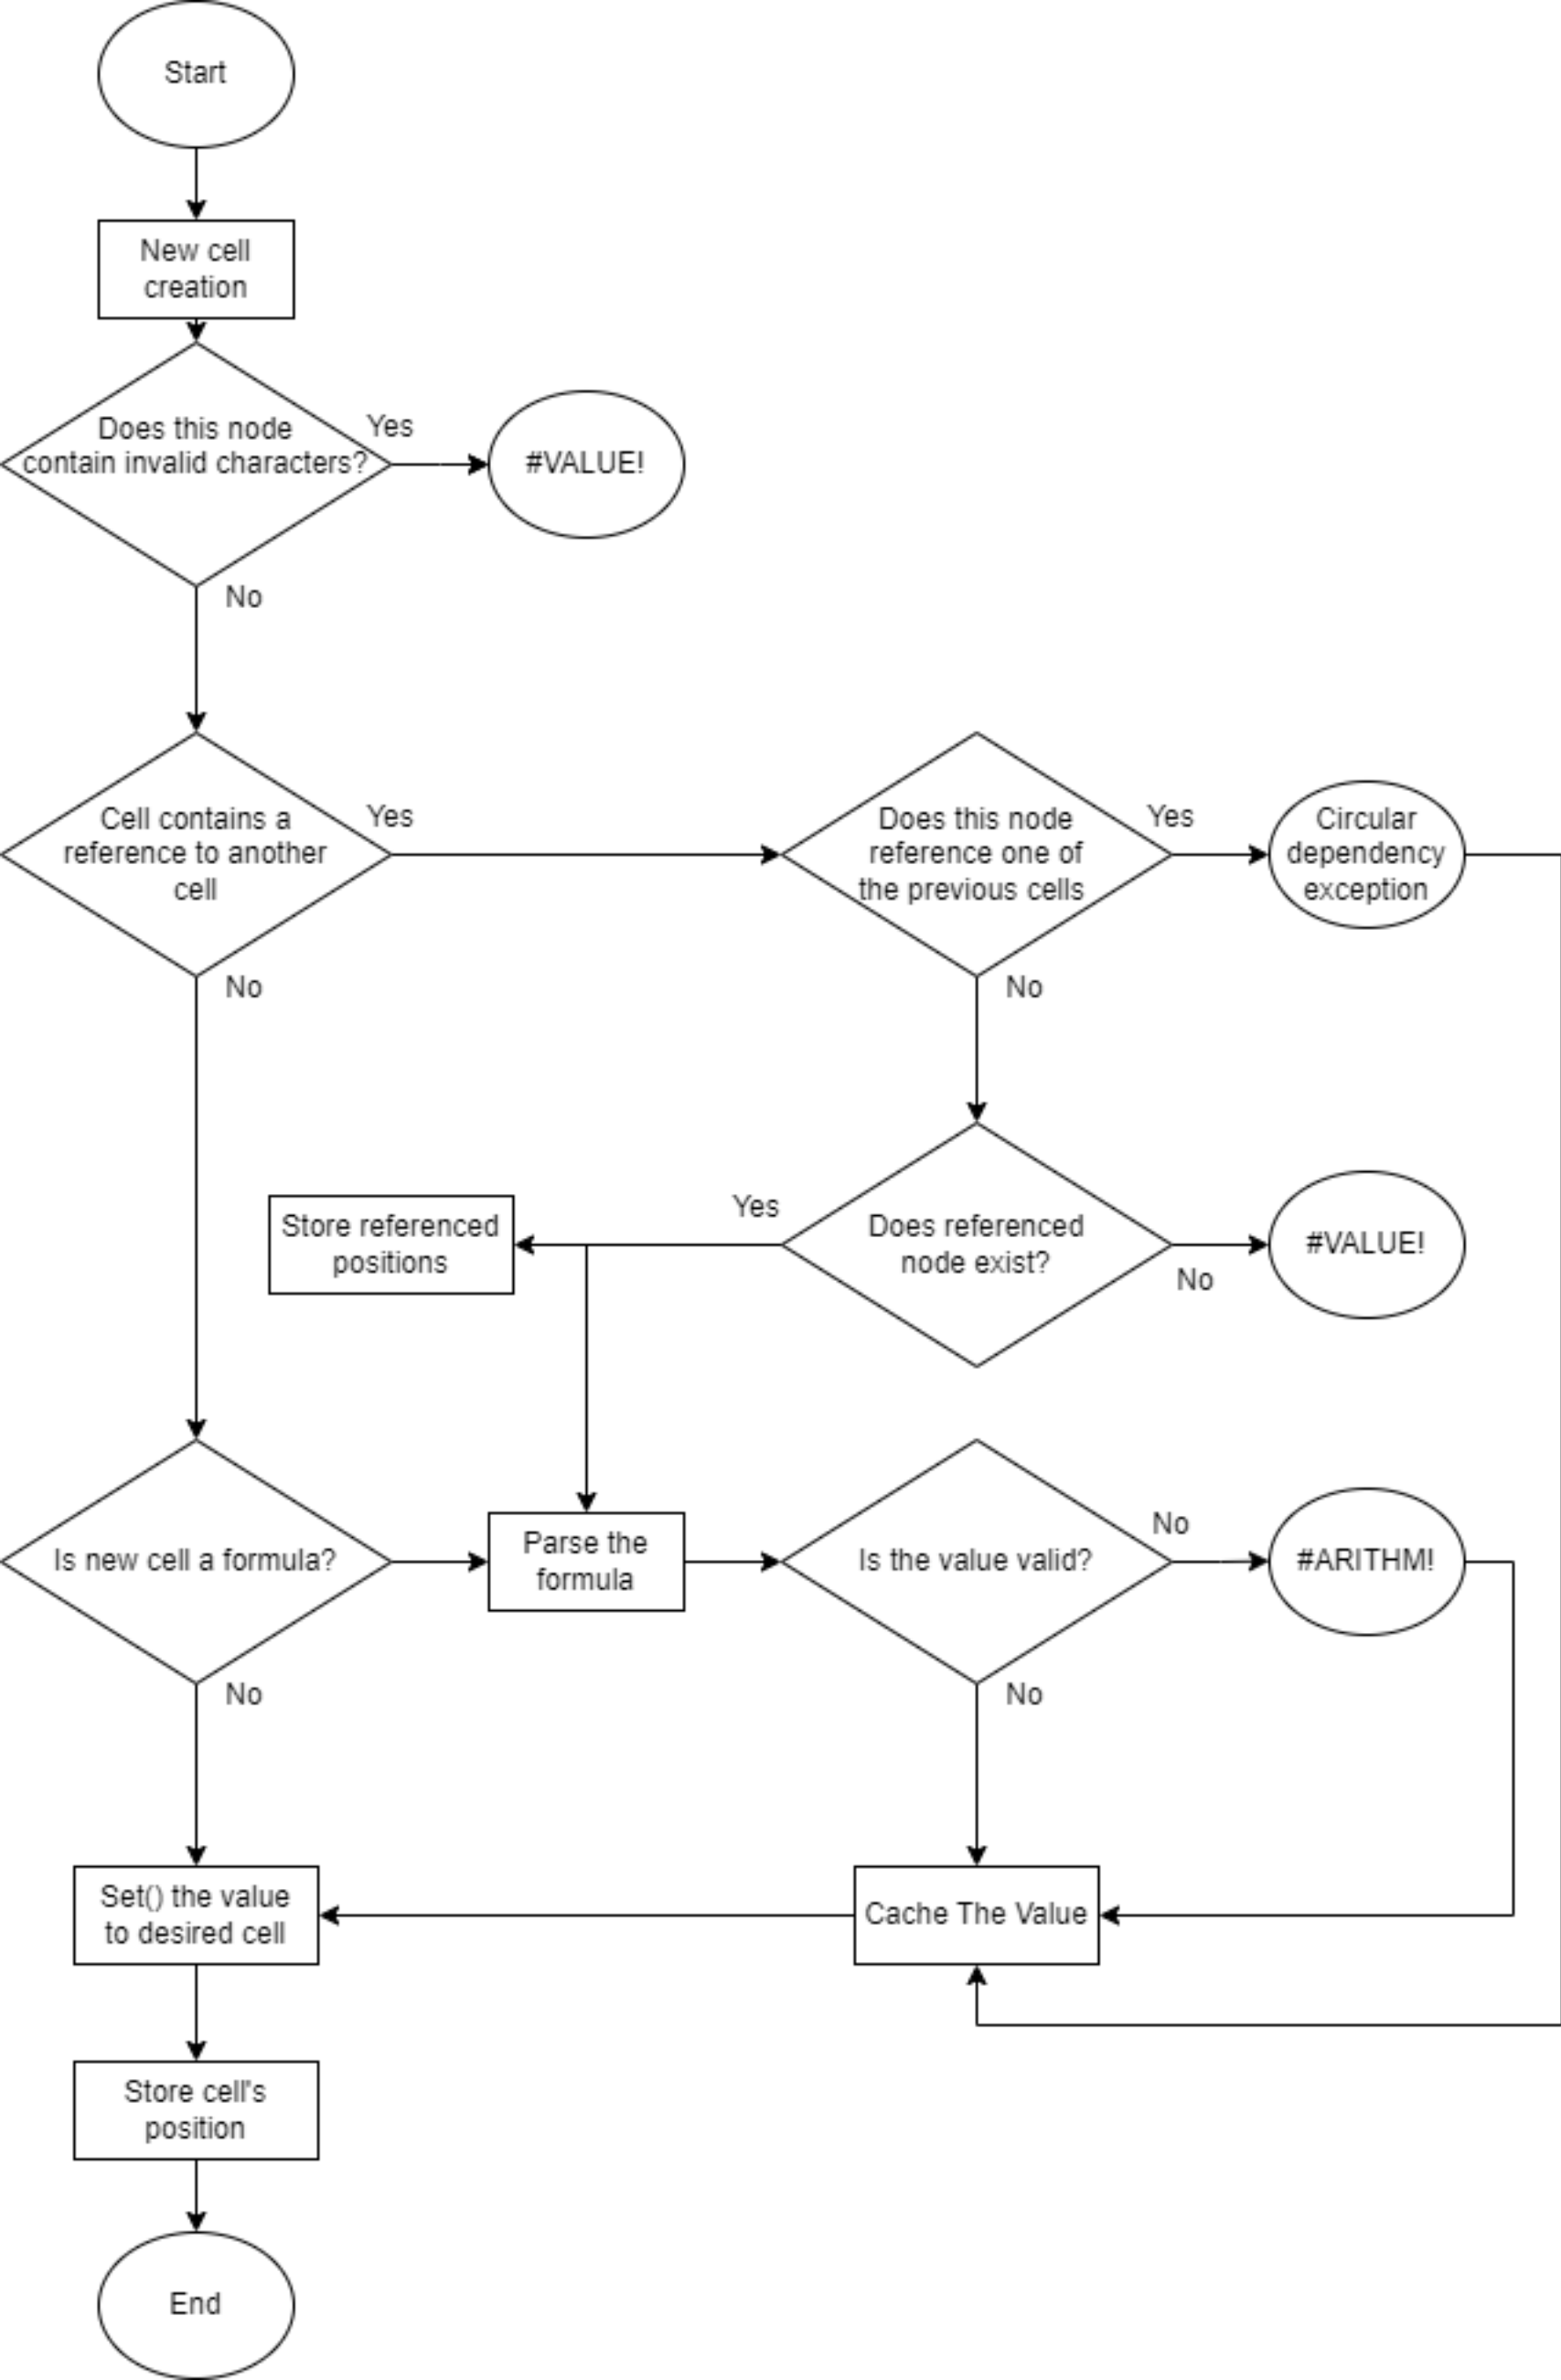 Start
New cell
creation
Does this node
contain invalid characters?
Yes
#VALUE!
No
Cell contains a
reference to another
cell
Yes
Does this node
reference one of
the previous cells
Yes
Circular
dependency
exception
No
No
Store referenced
positions
Yes
Does referenced
node exist?
No
#VALUE!
Is new cell a formula?
Parse the
formula
Is the value valid?
No
#ARITHM!
No
No
Set() the value
to desired cell
Cache The Value
Store cell's
position
End